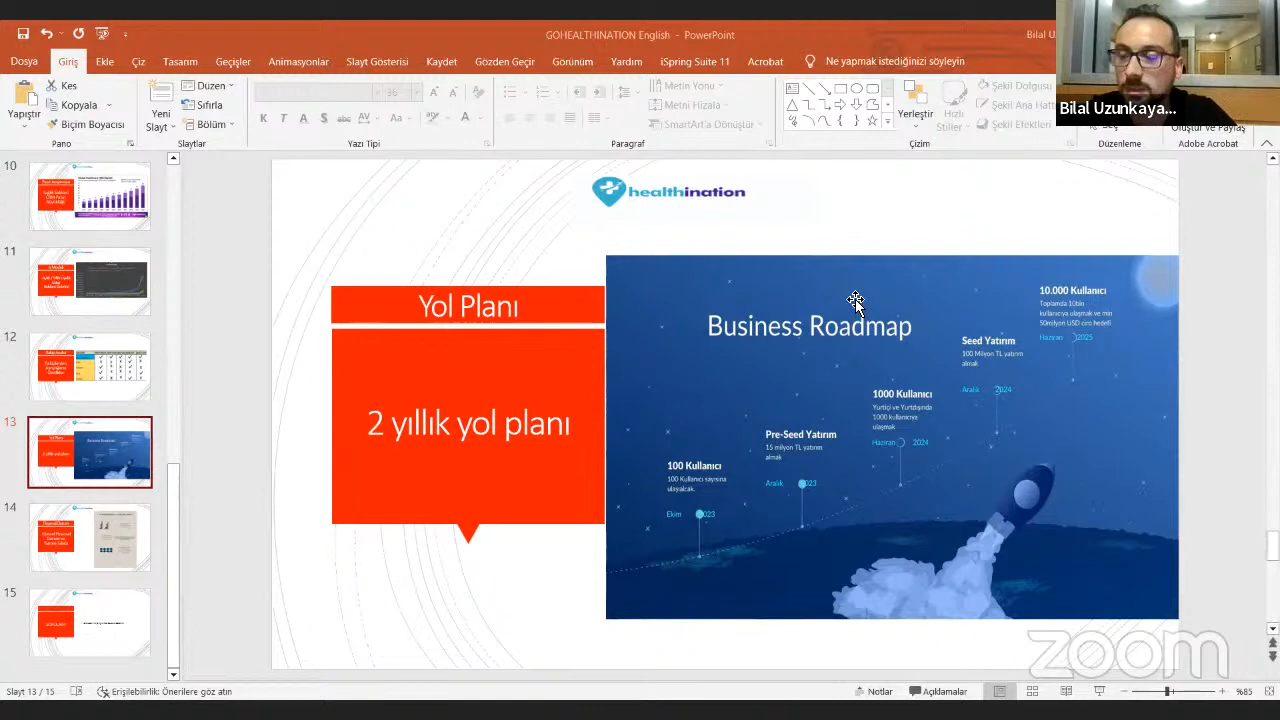 GOHEALTHINATION English - PowerPoint
Bilal U
Dosya Giriş Ekle Çiz Tasarım Geçişler Animasyonlar Slayt Gösterisi Kaydet Gözden Geçir Görünüm Yardım iSpring Suite 11 Acrobat Ne yapmak istediğinizi söyleyin
Bilal Uzunkaya...
Yapıştır
Kes
Kopyala
Biçim Boyacısı
Pano
Yeni
Slayt
Düzen
Bölüm
Slaytlar
36
K T A S abc AV Aa
Yazı Tipi
Metin Yönü
Metni Hizala
SmartArt'a Dönüştür
Paragraf
Yerleştir
Hızlı
Stiller
Şekil Dolgusu
Şekil Ana Hatt
Şekil Efektleri
Çizim
Düzenleme
Oluştur ve Paylaş
Adobe Acrobat
10
11
12
13
14
15
healthination
Yol Planı
2 yıllık yol planı
Business Roadmap
100 Kullanıcı
100 Kullanıcı sayısına
ulaşılacak.
Ekim 2023
Pre-Seed Yatırım
15 milyon TL yatırım
almak
Aralık 2023
1000 Kullanıcı
Yurtiçi ve Yurtdışında
1000 kullanıcıya
ulaşmak
Haziran 2024
Seed Yatırım
100 Milyon TL yatırım
almak
Aralık 2024
10.000 Kullanıcı
Toplamda 10bin
kullanıcıya ulaşmak ve min
50milyon USD ciro hedefi
Haziran 2025
zoom
Slayt 13 / 15
Erişilebilirlik: Önerilere göz atın
Notlar
Açıklamalar
%85